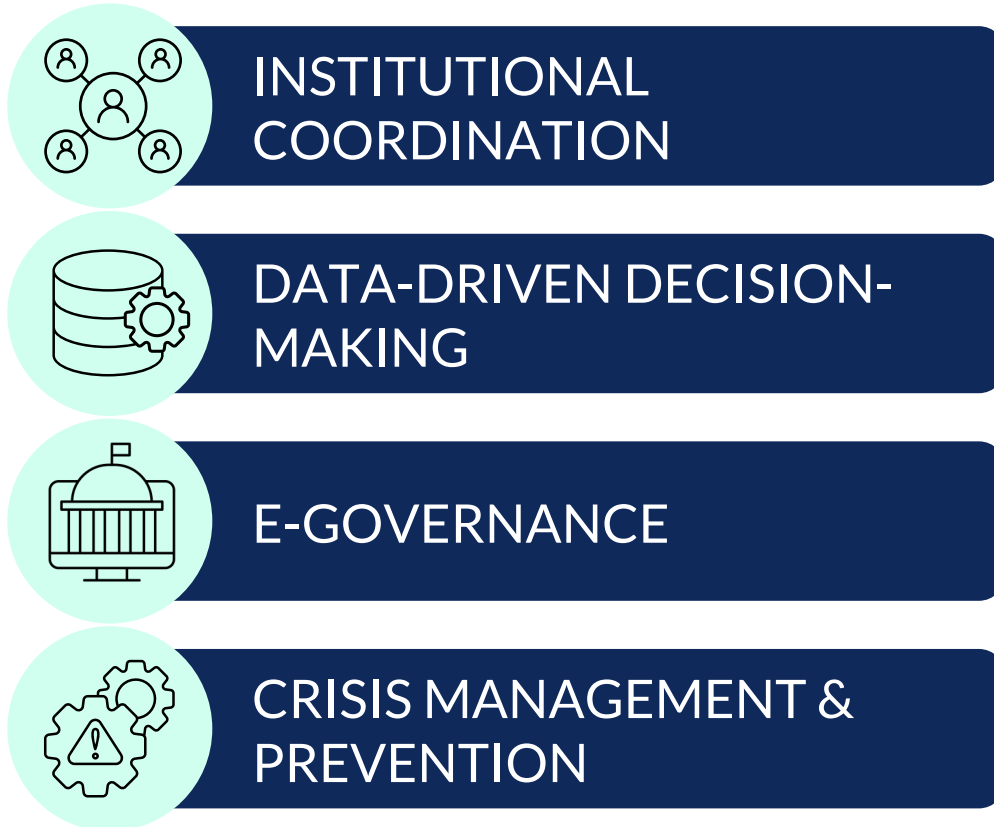 INSTITUTIONAL
COORDINATION
DATA-DRIVEN DECISION-
MAKING
E-GOVERNANCE
CRISIS MANAGEMENT &
PREVENTION